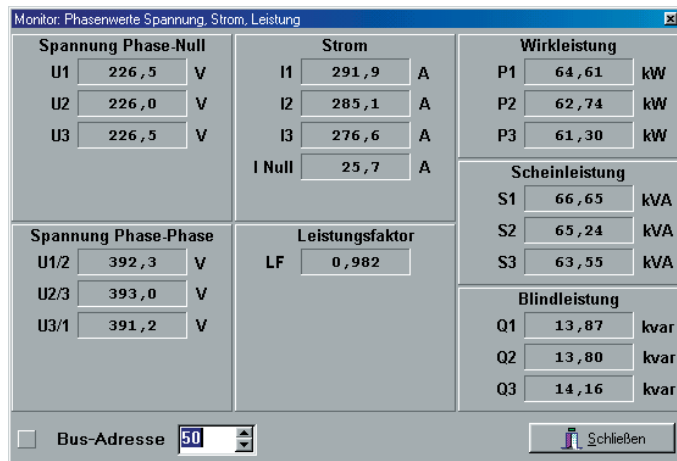 Monitor: Phasenwerte Spannung, Strom, Leistung
Spannung Phase-Null
U1 226,5 V
U2 226,0 V
U3 226,5 V
Spannung Phase-Phase
U1/2 392,3 V
U2/3 393,0 V
U3/1 391,2 V
Strom
I1 291,9 A
I2 285,1 A
I3 276,6 A
I Null 25,7 A
Leistungsfaktor
LF 0,982
Wirkleistung
P1 64,61 kW
P2 62,74 kW
P3 61,30 kW
Scheinleistung
S1 66,65 kVA
S2 65,24 kVA
S3 63,55 kVA
Blindleistung
Q1 13,87 kvar
Q2 13,80 kvar
Q3 14,16 kvar
Bus-Adresse 50
Schließen